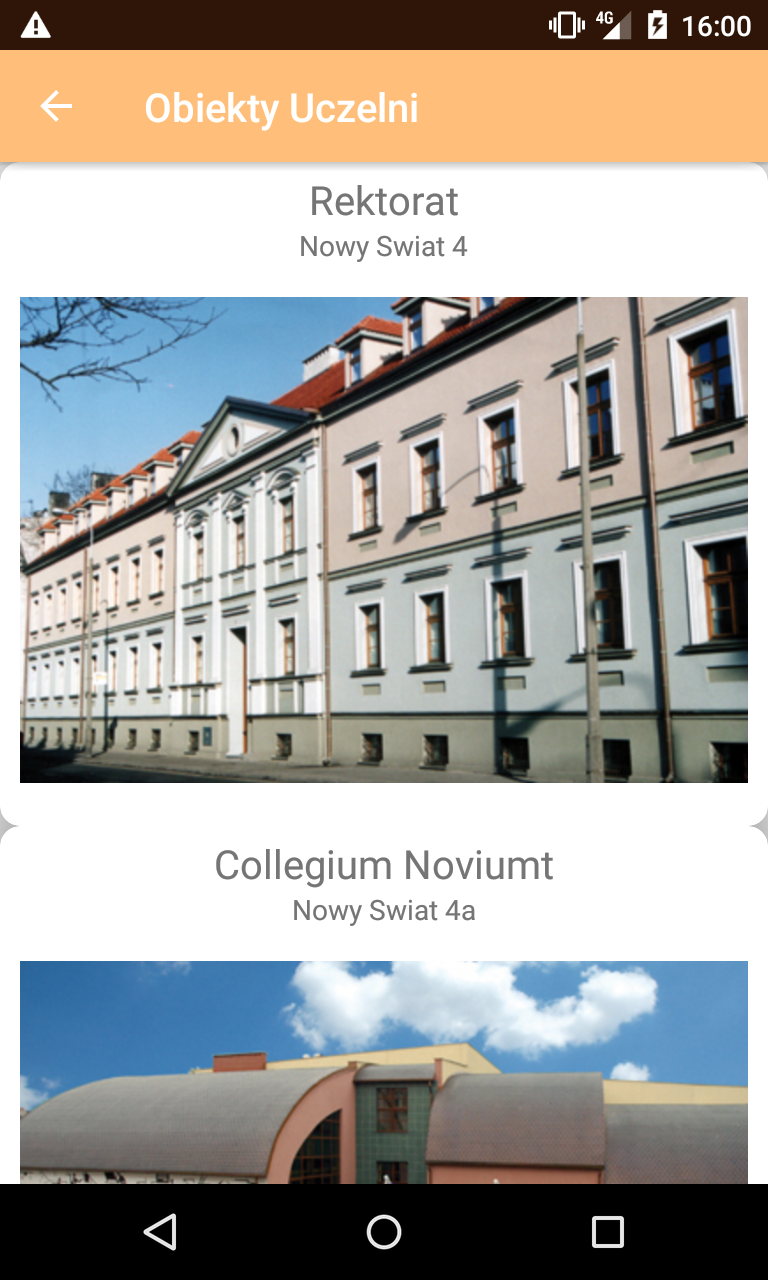 4G 16:00
Obiekty Uczelni
Rektorat
Nowy Swiat 4
Collegium Noviumt
Nowy Swiat 4a